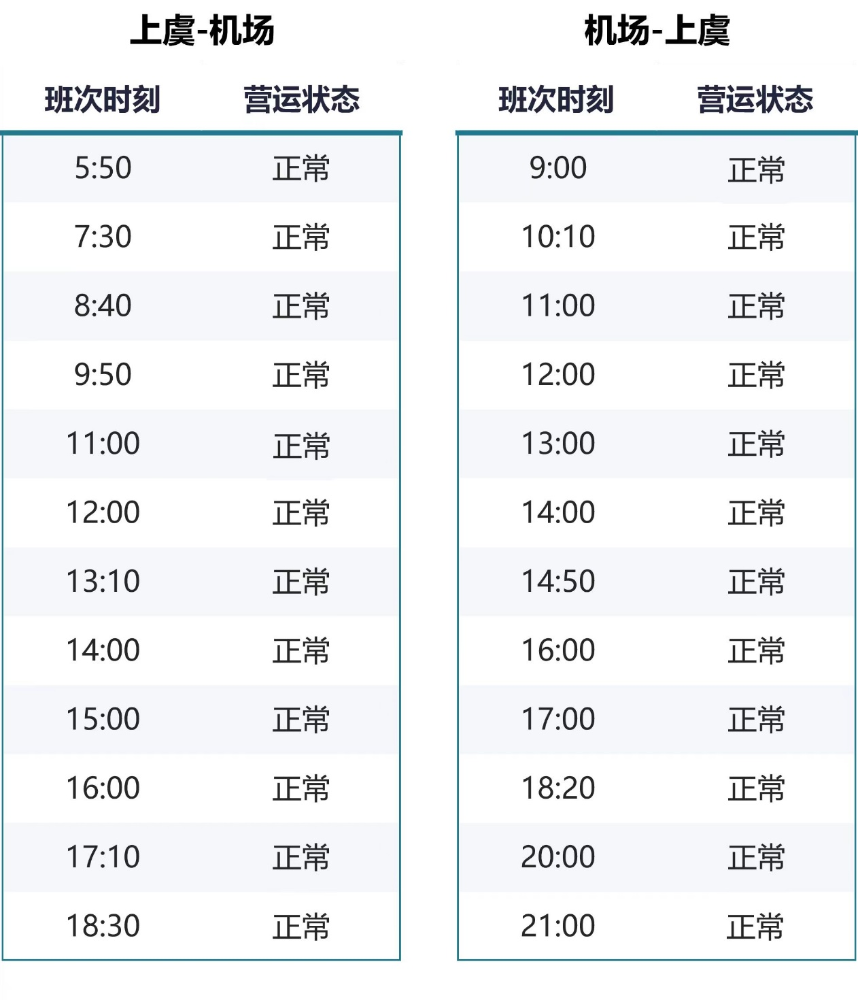 上虞-机场 机场-上虞
班次时刻 营运状态 班次时刻 营运状态
5:50 正常 9:00 正常
7:30 正常 10:10 正常
8:40 正常 11:00 正常
9:50 正常 12:00 正常
11:00 正常 13:00 正常
12:00 正常 14:00 正常
13:10 正常 14:50 正常
14:00 正常 16:00 正常
15:00 正常 17:00 正常
16:00 正常 18:20 正常
17:10 正常 20:00 正常
18:30 正常 21:00 正常